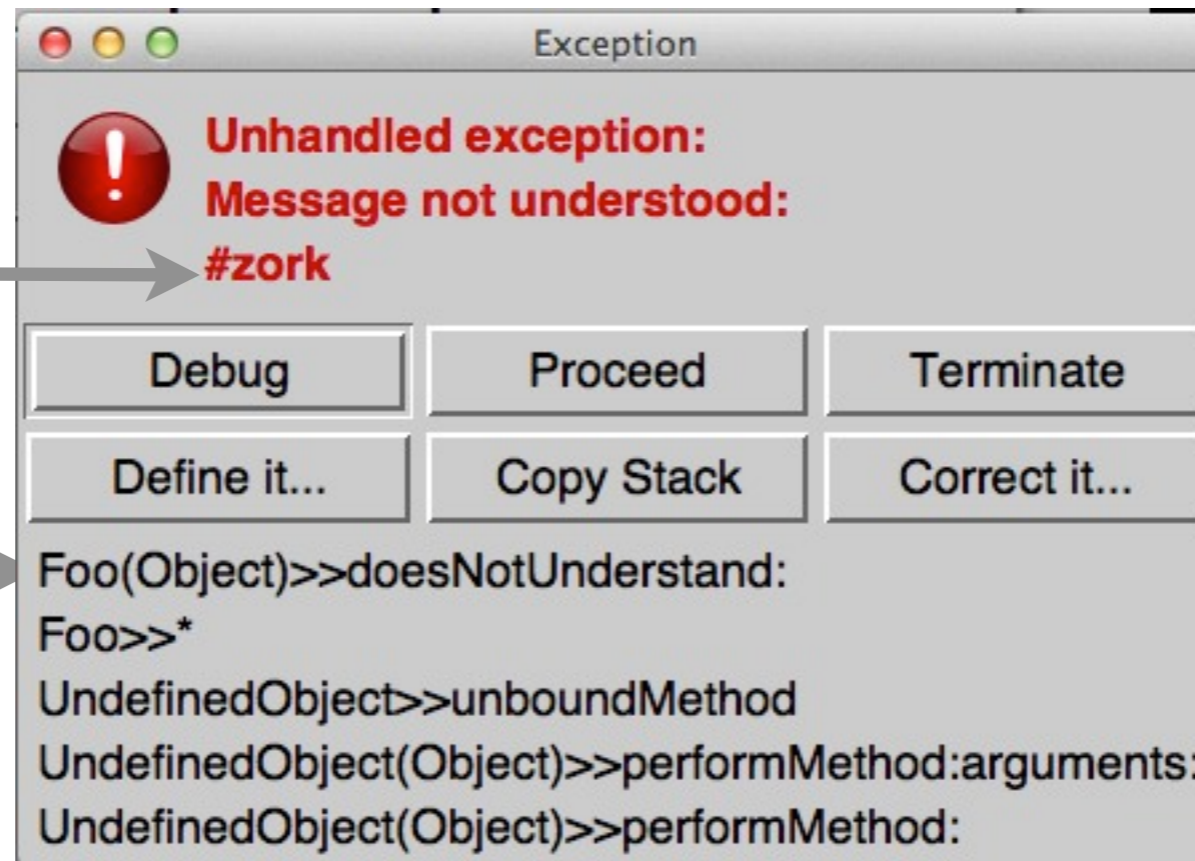 Exception
Unhandled exception:
Message not understood:
#zork
Debug Proceed Terminate
Define it... Copy Stack Correct it...
Foo(Object)>>doesNotUnderstand:
Foo>>*
UndefinedObject>>unboundMethod
UndefinedObject(Object)>>performMethod:arguments:
UndefinedObject(Object)>>performMethod: